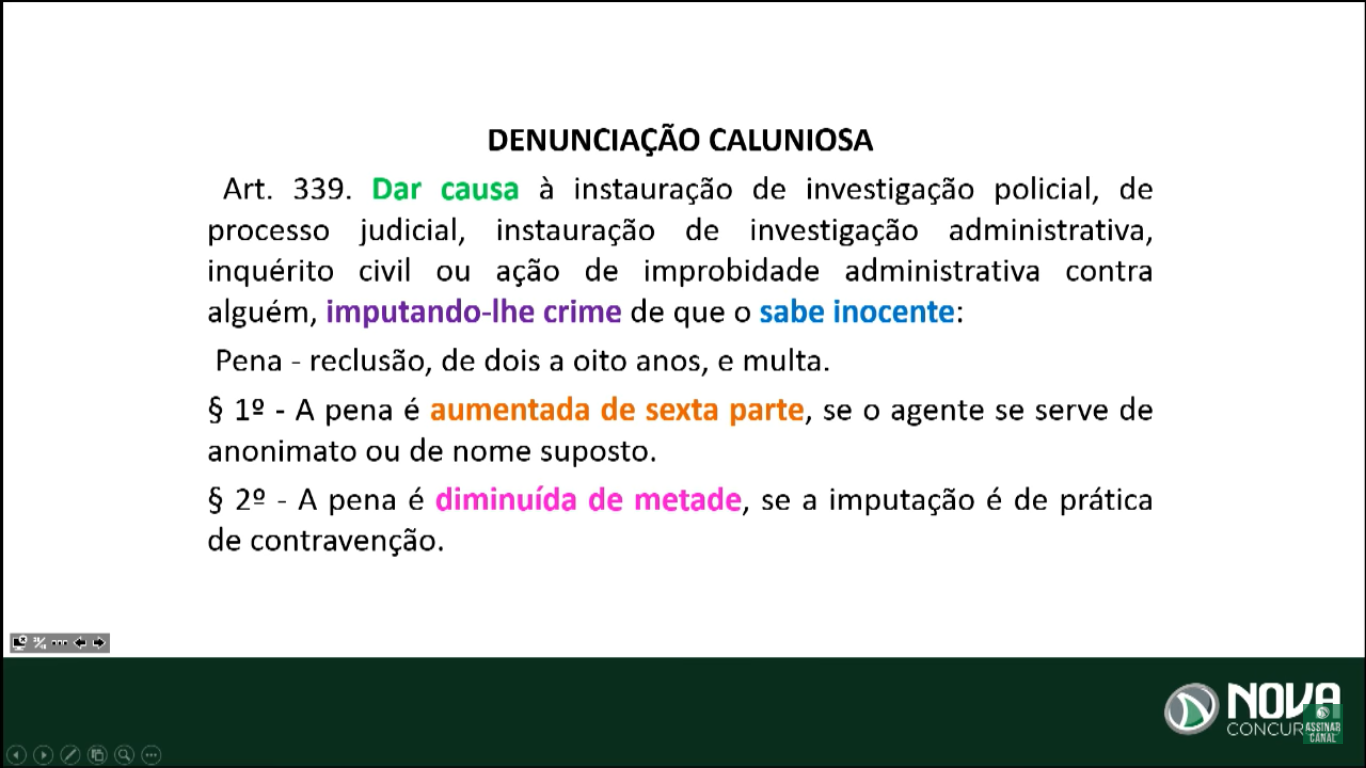 DENUNCIAÇÃO CALUNIOSA
Art. 339. Dar causa à instauração de investigação policial, de
processo judicial, instauração de investigação administrativa,
inquérito civil ou ação de improbidade administrativa contra
alguém, imputando-lhe crime de que o sabe inocente:
Pena - reclusão, de dois a oito anos, e multa.
§ 1º - A pena é aumentada de sexta parte, se o agente se serve de
anonimato ou de nome suposto.
§ 2º - A pena é diminuída de metade, se a imputação é de prática
de contravenção.
NOVA
CONCUR
ASSINAR
CANAL